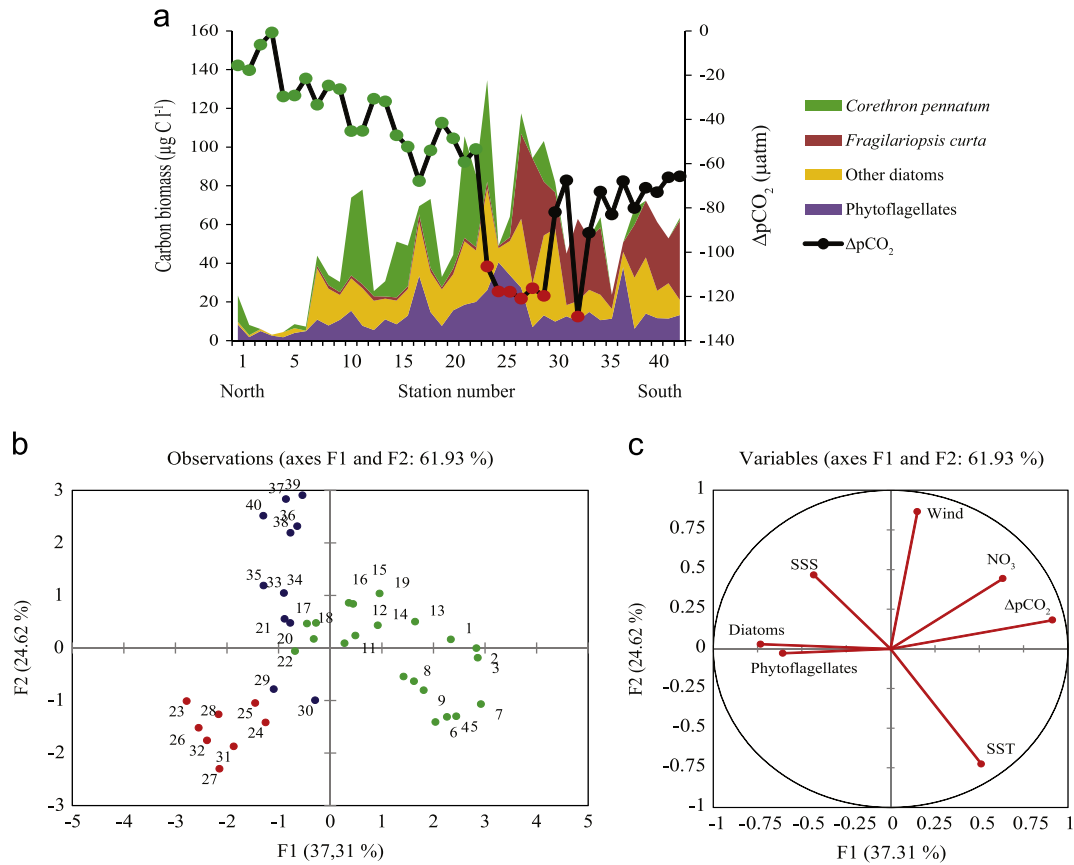 a
160
140
120
100
80
60
40
20
0
Carbon biomass (µg C l⁻¹)
0
-20
-40
-60
-80
-100
-120
-140
ΔpCO₂ (µatm)
1 5 10 15 20 25 30 35 40
North Station number South
Corethron pennatum
Fragilariopsis curta
Other diatoms
Phytoflagellates
ΔpCO₂
b
Observations (axes F1 and F2: 61.93 %)
3
2
1
0
-1
-2
-3
F2 (24.62 %)
37 39
40
36
38
35 33 34
17
18
21
20
22
16 15 19
12 14 13
11
1
2
3
8
9
6 45 7
29
30
23 28 25
24
26
32 31
27
-5 -4 -3 -2 -1 0 1 2 3 4 5
F1 (37,31 %)
c
Variables (axes F1 and F2: 61.93 %)
1
0.75
0.5
0.25
0
-0.25
-0.5
-0.75
-1
F2 (24.62 %)
Wind
NO₃
SSS
ΔpCO₂
Diatoms
Phytoflagellates
SST
-1 -0.75 -0.5 -0.25 0 0.25 0.5 0.75 1
F1 (37.31 %)